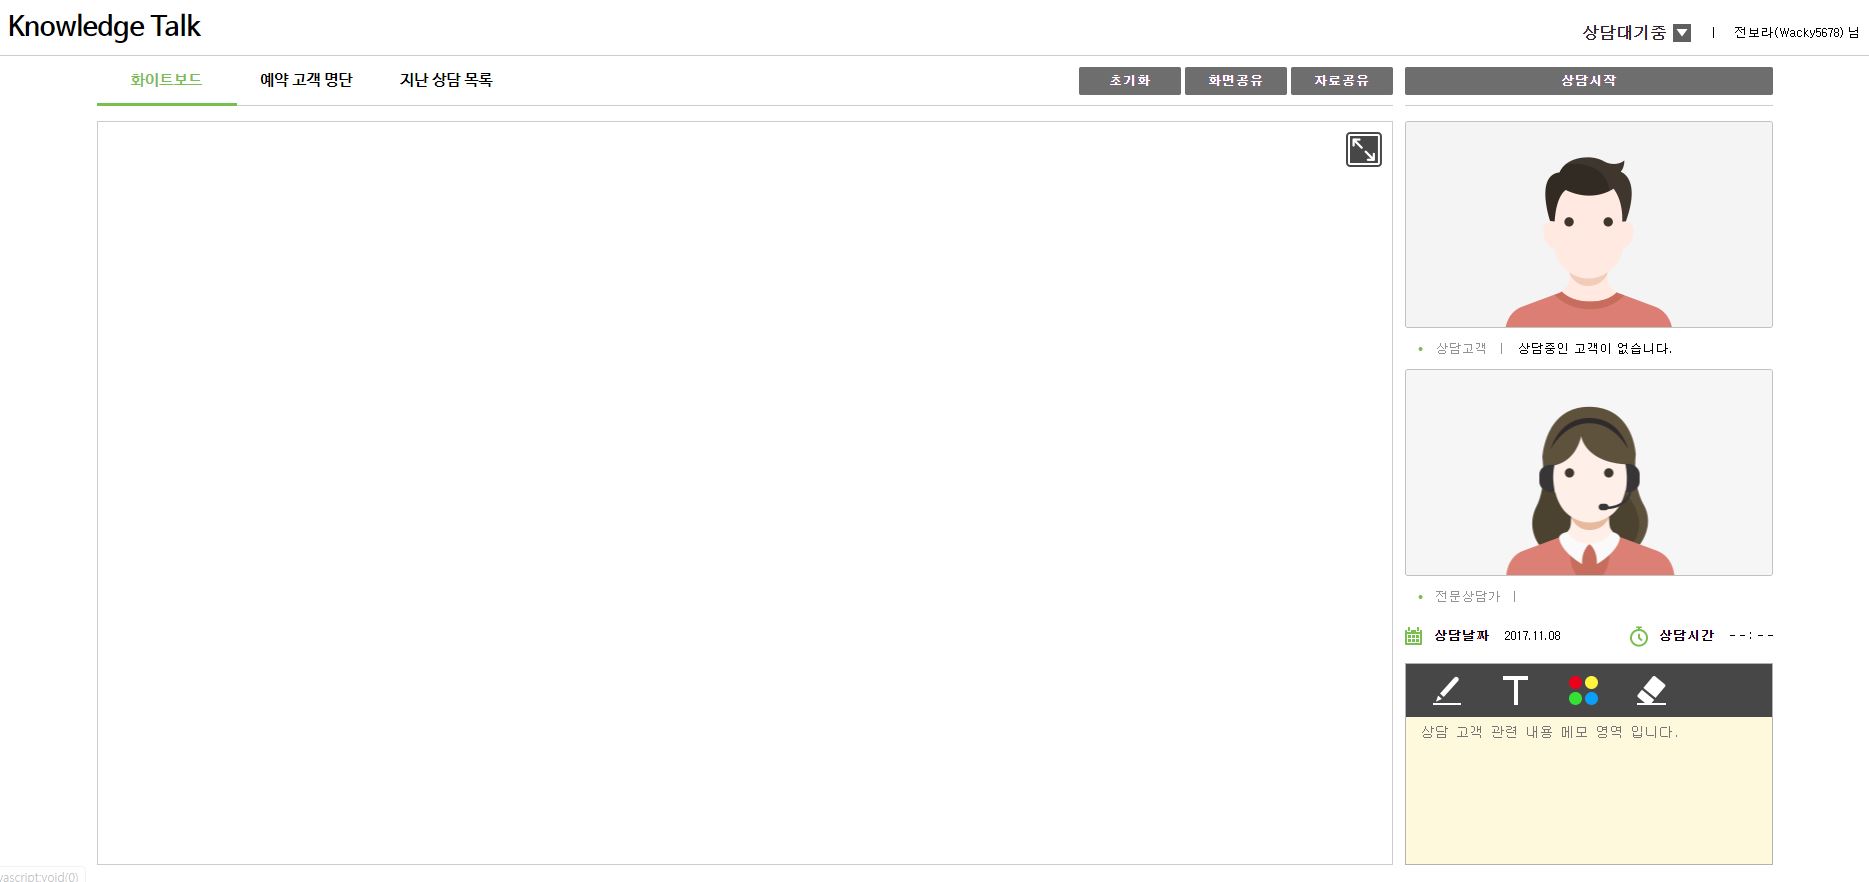 Knowledge Talk
상담대기중 | 전보라(Wacky5678) 님
화이트보드 예약 고객 명단 지난 상담 목록 초기화 화면공유 자료공유 상담시작
상담고객 | 상담중인 고객이 없습니다.
전문상담가 |
상담날짜 2017.11.08 상담시간 --:--
T
상담 고객 관련 내용 메모 영역 입니다.
vascript:void(0)